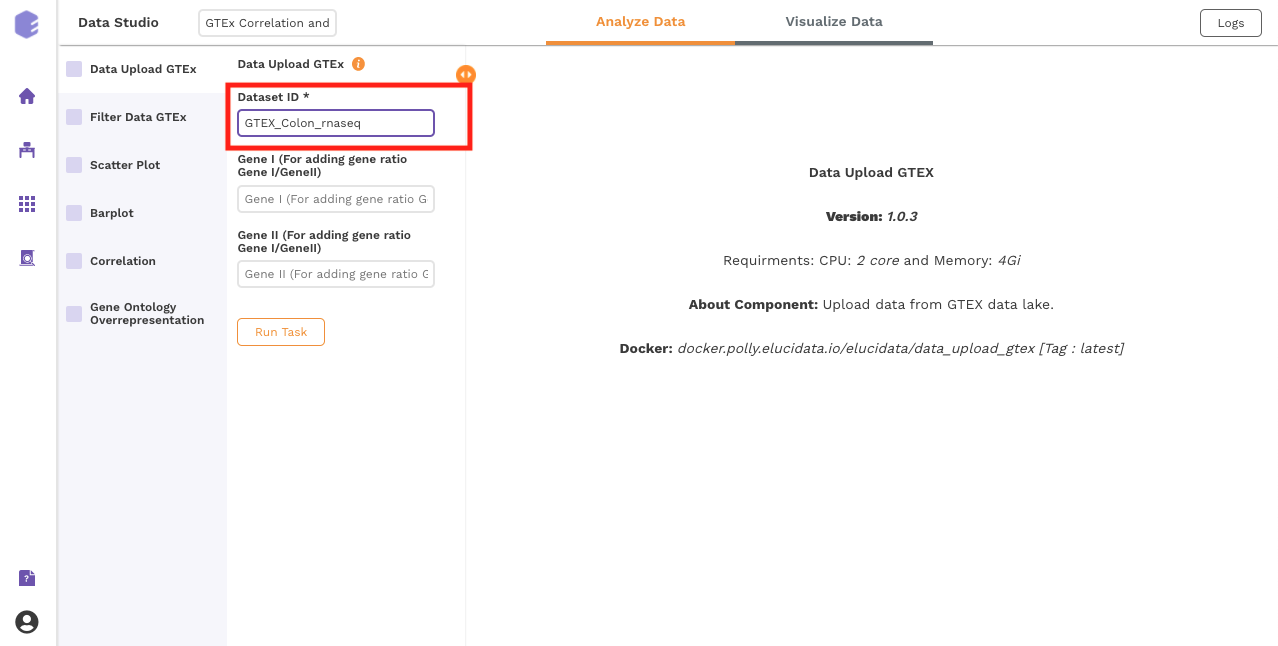 Data Studio
GTEx Correlation and
Analyze Data
Visualize Data
Logs
Data Upload GTEx
Filter Data GTEx
Scatter Plot
Barplot
Correlation
Gene Ontology
Overrepresentation
Data Upload GTEx i
Dataset ID *
GTEX_Colon_rnaseq
Gene I (For adding gene ratio
Gene I/GeneII)
Gene I (For adding gene ratio G
Gene II (For adding gene ratio
Gene I/GeneII)
Gene II (For adding gene ratio G
Run Task
Data Upload GTEX
Version: 1.0.3
Requirments: CPU: 2 core and Memory: 4Gi
About Component: Upload data from GTEX data lake.
Docker: docker.polly.elucidata.io/elucidata/data_upload_gtex [Tag : latest]
?